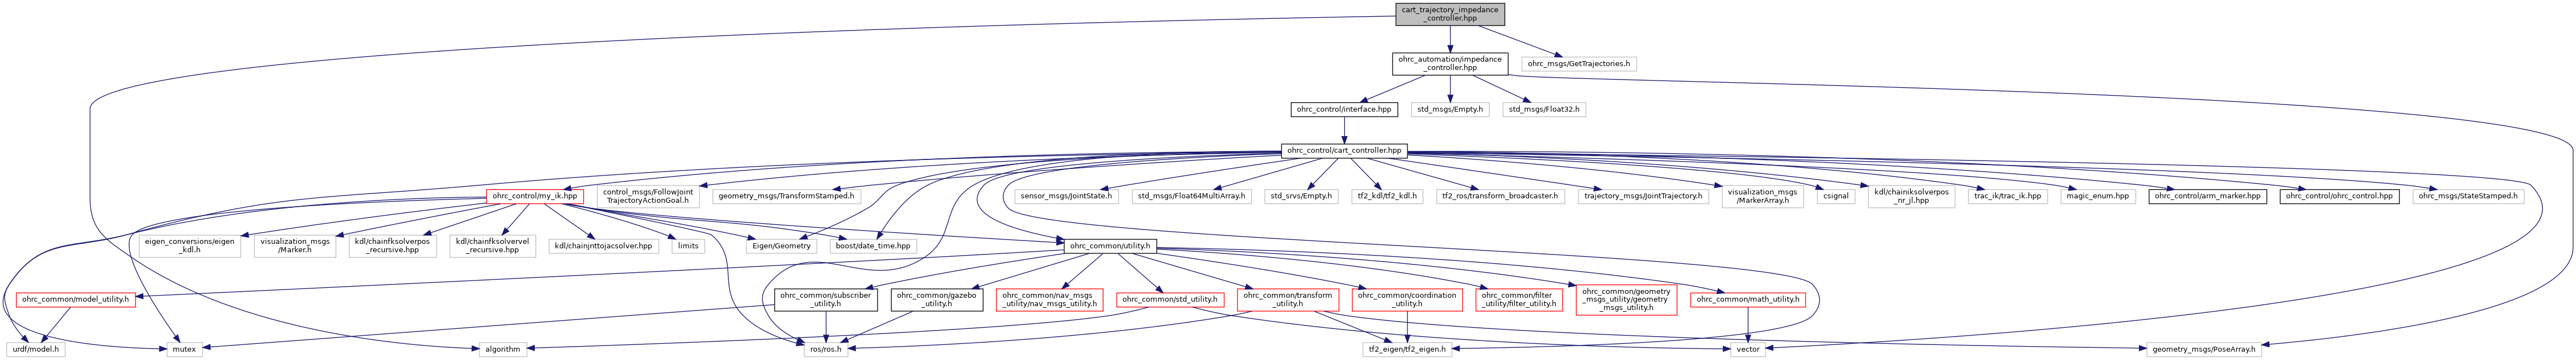 cart_trajectory_impedance
_controller.hpp
ohrc_automation/impedance
_controller.hpp
ohrc_msgs/GetTrajectories.h
ohrc_control/interface.hpp
std_msgs/Empty.h
std_msgs/Float32.h
ohrc_control/cart_controller.hpp
ohrc_control/my_ik.hpp
control_msgs/FollowJoint
TrajectoryActionGoal.h
geometry_msgs/TransformStamped.h
sensor_msgs/JointState.h
std_msgs/Float64MultiArray.h
std_srvs/Empty.h
tf2_kdl/tf2_kdl.h
tf2_ros/transform_broadcaster.h
trajectory_msgs/JointTrajectory.h
visualization_msgs
/MarkerArray.h
csignal
kdl/chainiksolverpos
_nr_jl.hpp
trac_ik/trac_ik.hpp
magic_enum.hpp
ohrc_control/arm_marker.hpp
ohrc_control/ohrc_control.hpp
ohrc_msgs/StateStamped.h
eigen_conversions/eigen
_kdl.h
visualization_msgs
/Marker.h
kdl/chainfksolverpos
_recursive.hpp
kdl/chainfksolvervel
_recursive.hpp
kdl/chainjnttojacsolver.hpp
limits
Eigen/Geometry
boost/date_time.hpp
ohrc_common/utility.h
ohrc_common/model_utility.h
ohrc_common/subscriber
_utility.h
ohrc_common/gazebo
_utility.h
ohrc_common/nav_msgs
_utility/nav_msgs_utility.h
ohrc_common/std_utility.h
ohrc_common/transform
_utility.h
ohrc_common/coordination
_utility.h
ohrc_common/filter
_utility/filter_utility.h
ohrc_common/geometry
_msgs_utility/geometry
_msgs_utility.h
ohrc_common/math_utility.h
urdf/model.h
mutex
algorithm
ros/ros.h
tf2_eigen/tf2_eigen.h
vector
geometry_msgs/PoseArray.h